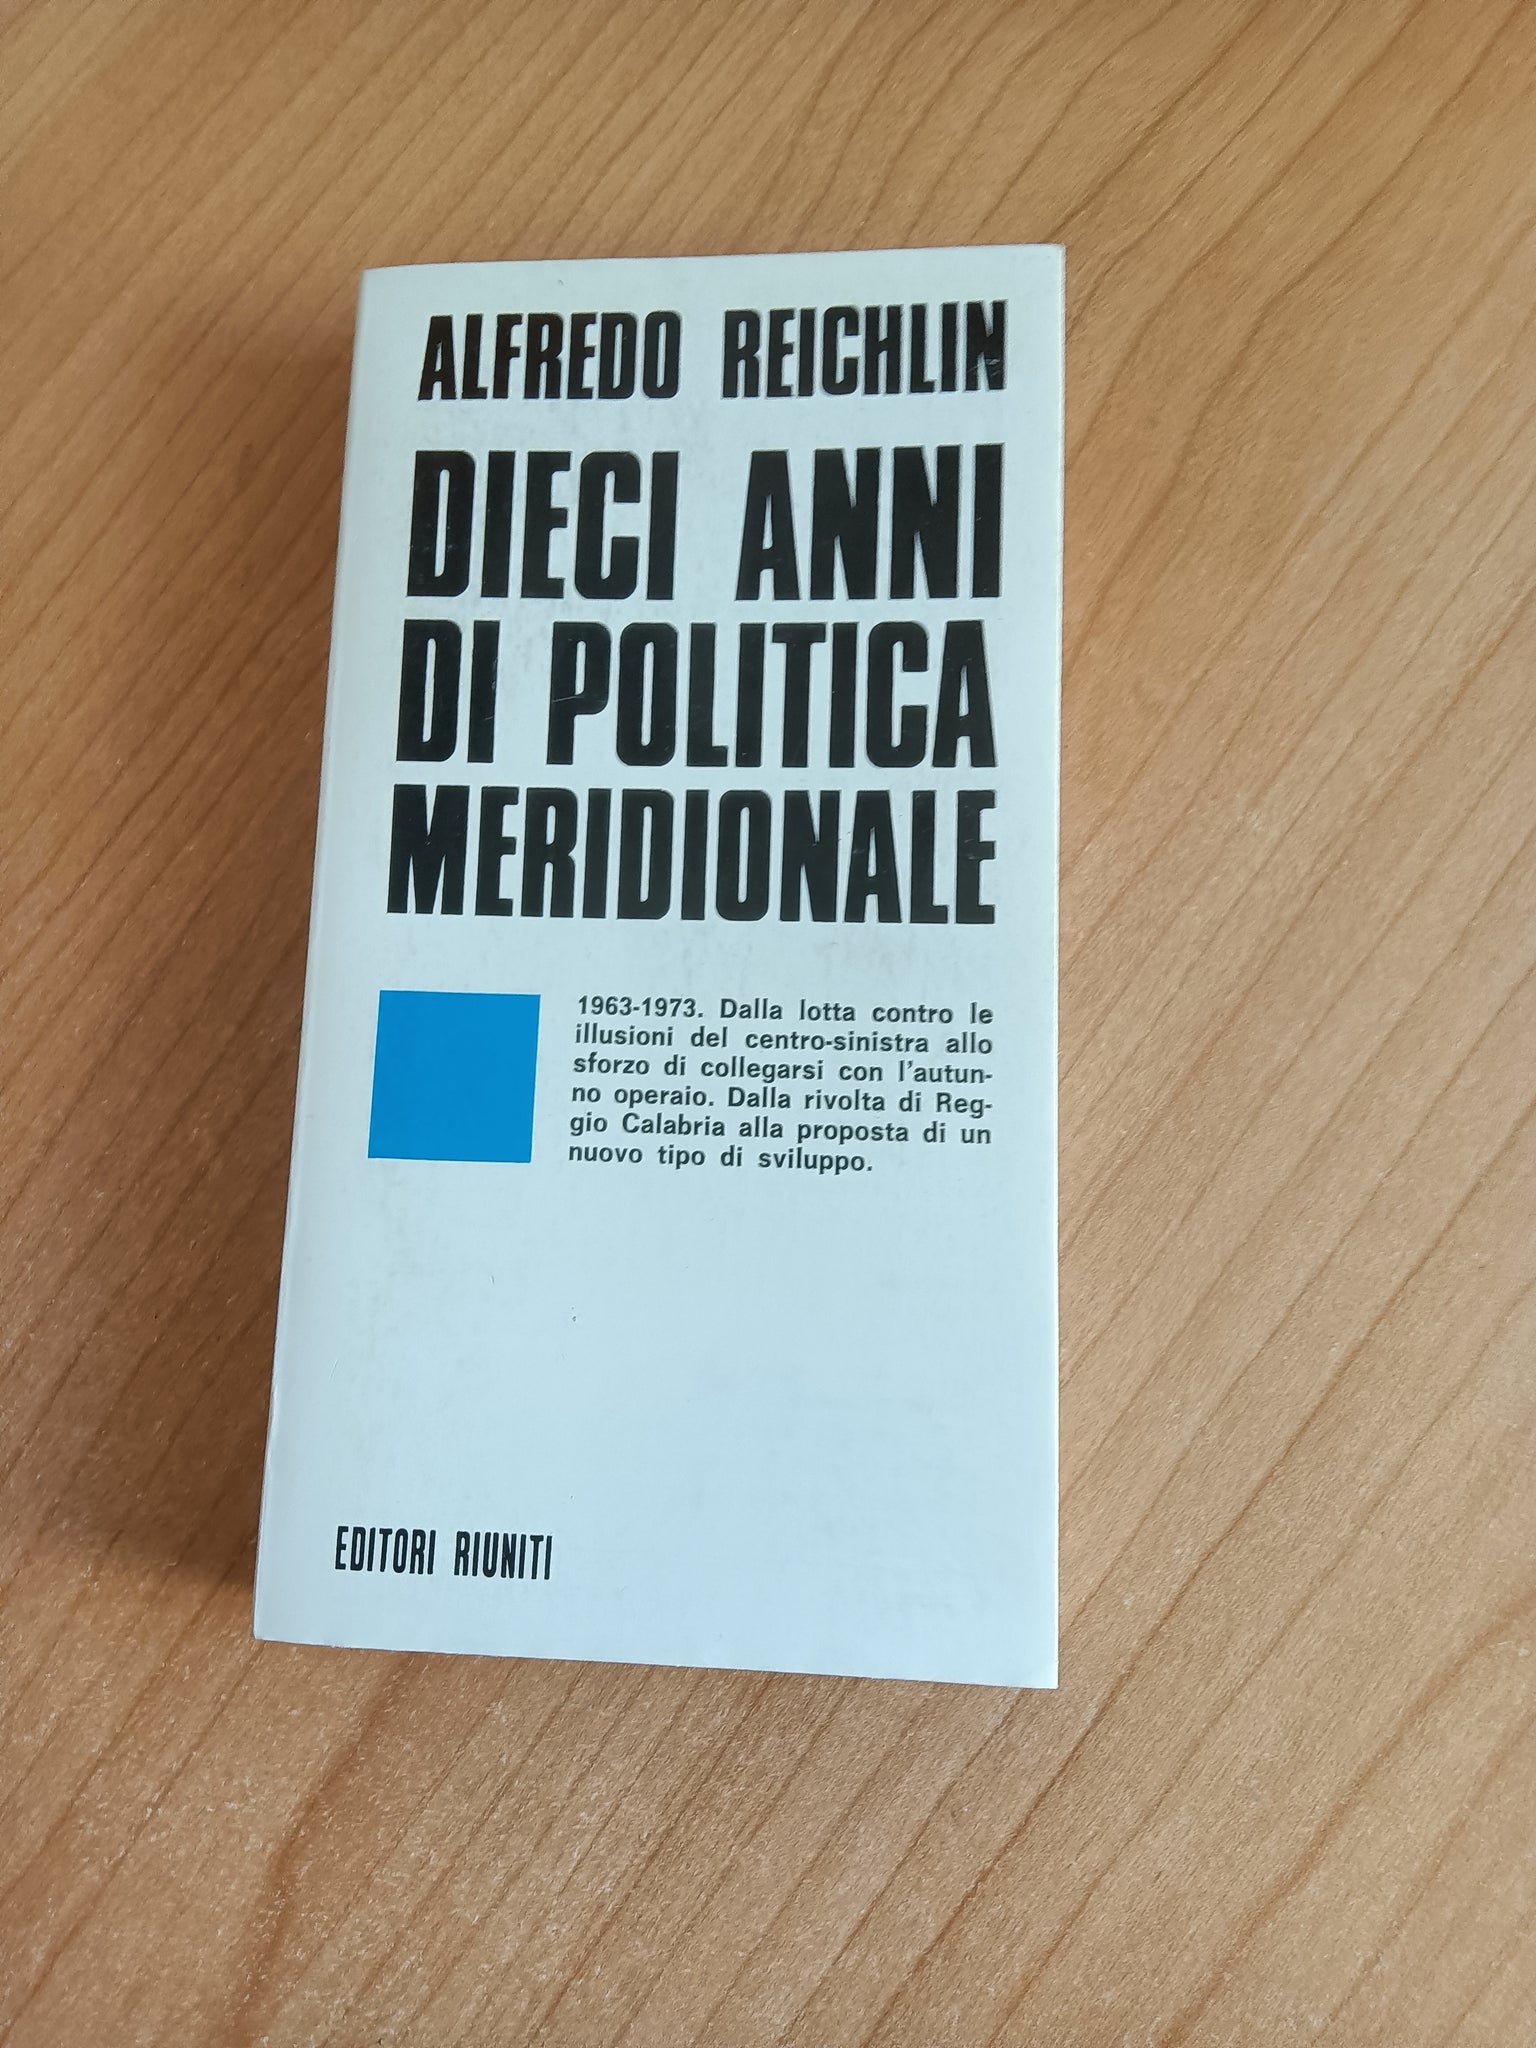 ALFREDO REICHLIN
DIECI ANNI
DI POLITICA
MERIDIONALE
1963-1973. Dalla lotta contro le
illusioni del centro-sinistra allo
sforzo di collegarsi con l'autun-
no operaio. Dalla rivolta di Reg-
gio Calabria alla proposta di un
nuovo tipo di sviluppo.
EDITORI RIUNITI